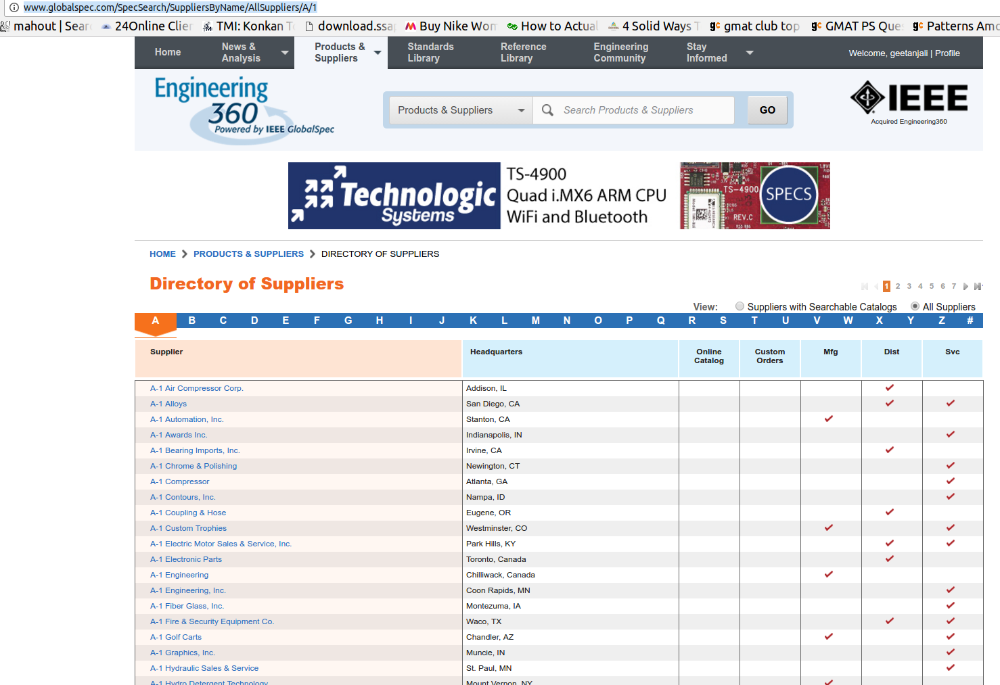 www.globalspec.com/SpecSearch/SuppliersByName/AllSuppliers/A/1
mahout | Sear 24Online Clier TMI: Konkan T download.ssa Buy Nike Wom How to Actual 4 Solid Ways T gmat club top GMAT PS Ques Patterns Amo
Home News & Analysis Products & Suppliers Standards Library Reference Library Engineering Community Stay Informed Welcome, geetanjali | Profile
Engineering
360
Powered by IEEE GlobalSpec
Products & Suppliers Search Products & Suppliers GO
IEEE
Acquired Engineering360
Technologic
Systems
TS-4900
Quad i.MX6 ARM CPU
WiFi and Bluetooth
TS-4900
REV.C
SPECS
HOME PRODUCTS & SUPPLIERS DIRECTORY OF SUPPLIERS
Directory of Suppliers
1 2 3 4 5 6 7
View: Suppliers with Searchable Catalogs All Suppliers
A B C D E F G H I J K L M N O P Q R S T U V W X Y Z #
Supplier Headquarters Online Catalog Custom Orders Mfg Dist Svc
A-1 Air Compressor Corp. Addison, IL
A-1 Alloys San Diego, CA
A-1 Automation, Inc. Stanton, CA
A-1 Awards Inc. Indianapolis, IN
A-1 Bearing Imports, Inc. Irvine, CA
A-1 Chrome & Polishing Newington, CT
A-1 Compressor Atlanta, GA
A-1 Contours, Inc. Nampa, ID
A-1 Coupling & Hose Eugene, OR
A-1 Custom Trophies Westminster, CO
A-1 Electric Motor Sales & Service, Inc. Park Hills, KY
A-1 Electronic Parts Toronto, Canada
A-1 Engineering Chilliwack, Canada
A-1 Engineering, Inc. Coon Rapids, MN
A-1 Fiber Glass, Inc. Montezuma, IA
A-1 Fire & Security Equipment Co. Waco, TX
A-1 Golf Carts Chandler, AZ
A-1 Graphics, Inc. Muncie, IN
A-1 Hydraulic Sales & Service St. Paul, MN
A-1 Hydro Detergent Technology Mount Vernon, NY